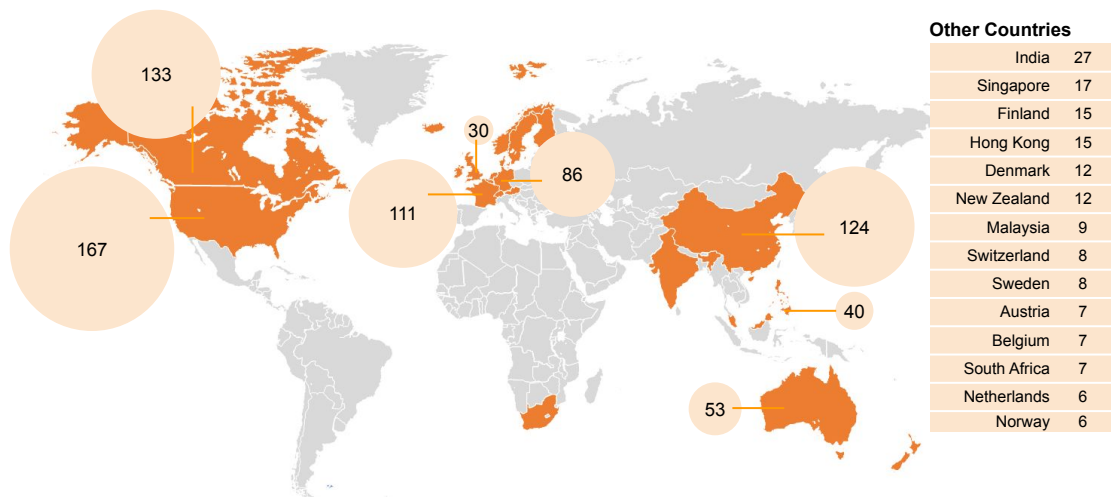 133
167
111
30
86
124
40
53
Other Countries
India 27
Singapore 17
Finland 15
Hong Kong 15
Denmark 12
New Zealand 12
Malaysia 9
Switzerland 8
Sweden 8
Austria 7
Belgium 7
South Africa 7
Netherlands 6
Norway 6